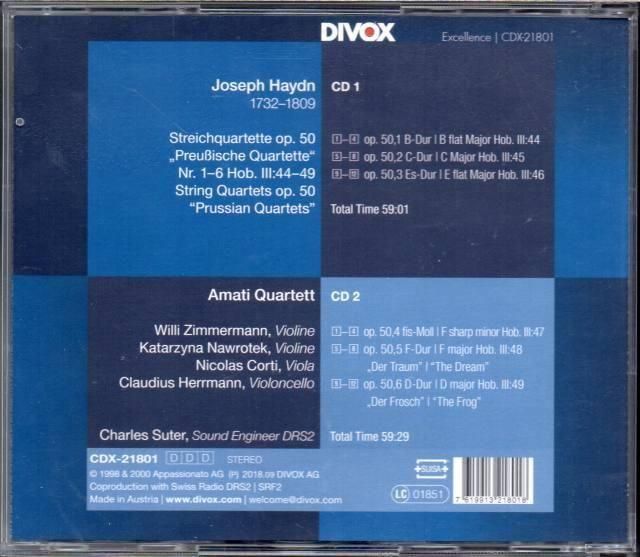 DIVOX
Excellence | CDX-21801
Joseph Haydn
1732–1809
Streichquartette op. 50
„Preußische Quartette“
Nr. 1–6 Hob. III:44–49
String Quartets op. 50
“Prussian Quartets”
CD 1
1–4 op. 50,1 B-Dur | B flat Major Hob. III:44
5–8 op. 50,2 C-Dur | C Major Hob. III:45
9–12 op. 50,3 Es-Dur | E flat Major Hob. III:46
Total Time 59:01
Amati Quartett
Willi Zimmermann, Violine
Katarzyna Nawrotek, Violine
Nicolas Corti, Viola
Claudius Herrmann, Violoncello
Charles Suter, Sound Engineer DRS2
CD 2
1–4 op. 50,4 fis-Moll | F sharp minor Hob. III:47
5–8 op. 50,5 F-Dur | F major Hob. III:48
„Der Traum” | “The Dream”
9–12 op. 50,6 D-Dur | D major Hob. III:49
„Der Frosch” | “The Frog”
Total Time 59:29
CDX-21801 D D D STEREO
© 1998 & 2000 Appassionato AG (P) 2018.09 DIVOX AG
Coproduction with Swiss Radio DRS2 | SRF2
Made in Austria | www.divox.com | welcome@divox.com
SUISA
LC 01851
7 619913 218018